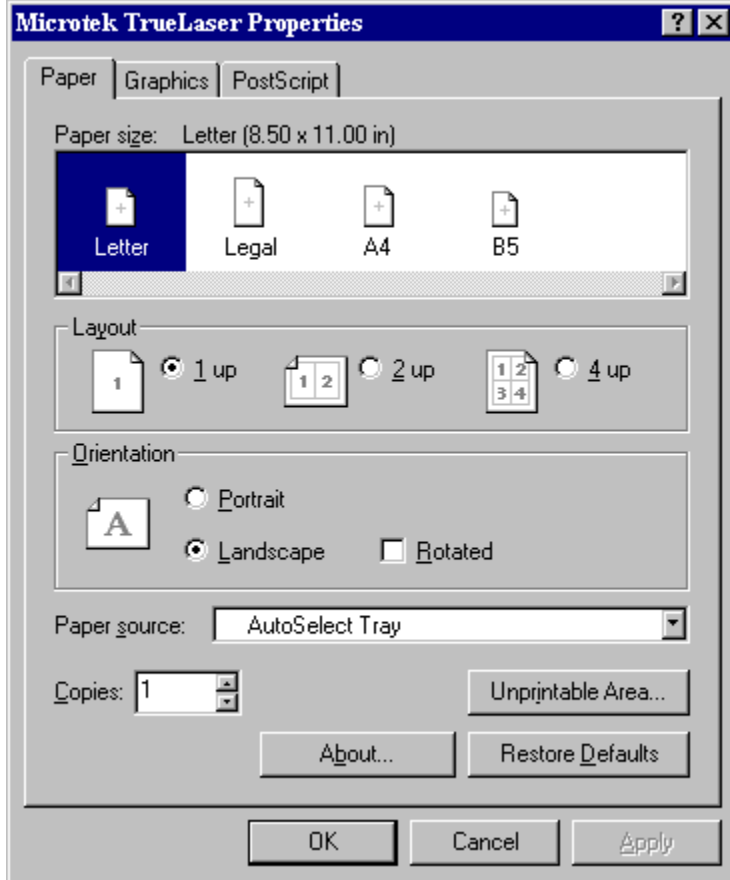 Microtek TrueLaser Properties
Paper Graphics PostScript
Paper size: Letter (8.50 x 11.00 in)
Letter Legal A4 B5
Layout
1 1 up 1 2 2 up 1 2 3 4 4 up
Orientation
A
Portrait
Landscape Rotated
Paper source: AutoSelect Tray
Copies: 1 Unprintable Area...
About... Restore Defaults
OK Cancel Apply